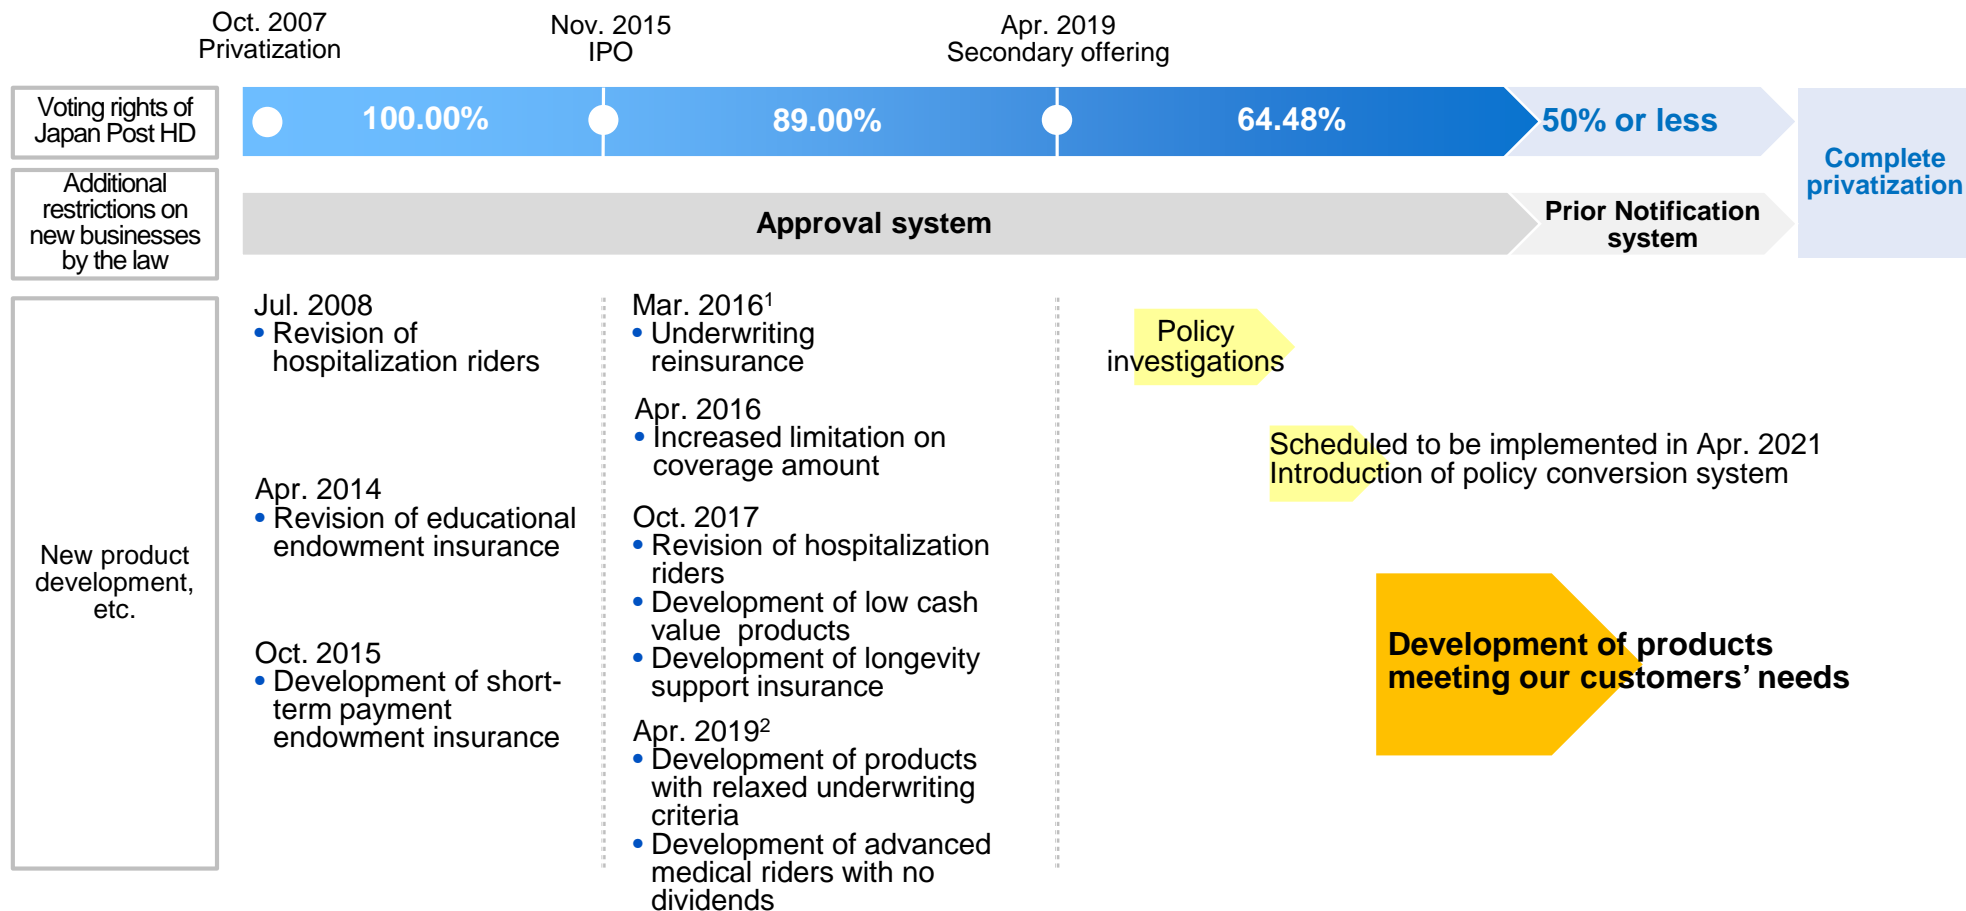 Oct. 2007
Privatization
Nov. 2015
IPO
Apr. 2019
Secondary offering
Voting rights of
Japan Post HD
100.00%
89.00%
64.48%
50% or less
Complete
privatization
Additional
restrictions on
new businesses
by the law
Approval system
Prior Notification
system
New product
development,
etc.
Jul. 2008
• Revision of
hospitalization riders
Apr. 2014
• Revision of educational
endowment insurance
Oct. 2015
• Development of short-
term payment
endowment insurance
Mar. 2016¹
• Underwriting
reinsurance
Apr. 2016
• Increased limitation on
coverage amount
Oct. 2017
• Revision of hospitalization
riders
• Development of low cash
value products
• Development of longevity
support insurance
Apr. 2019²
• Development of products
with relaxed underwriting
criteria
• Development of advanced
medical riders with no
dividends
Policy
investigations
Scheduled to be implemented in Apr. 2021
Introduction of policy conversion system
Development of products
meeting our customers’ needs